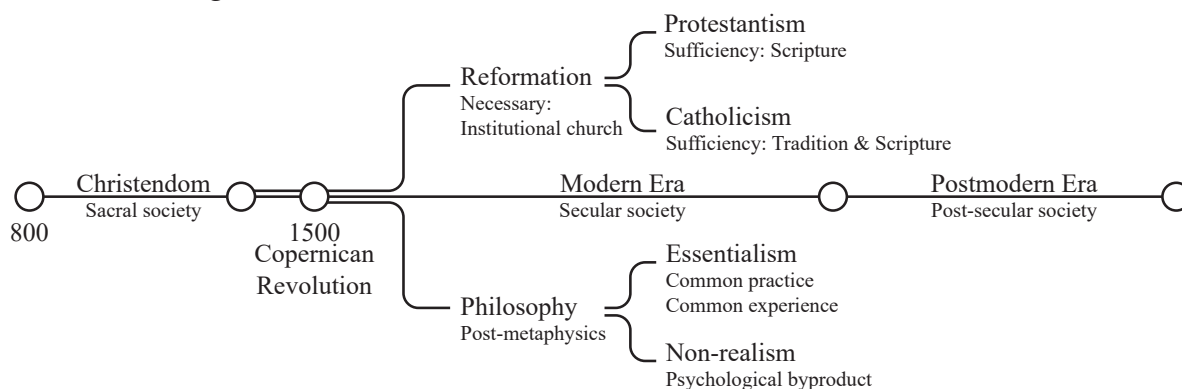 Protestantism
Sufficiency: Scripture
Reformation
Necessary:
Institutional church
Catholicism
Sufficiency: Tradition & Scripture
Christendom
Sacral society
Modern Era
Secular society
Postmodern Era
Post-secular society
800
1500
Copernican
Revolution
Essentialism
Common practice
Common experience
Philosophy
Post-metaphysics
Non-realism
Psychological byproduct